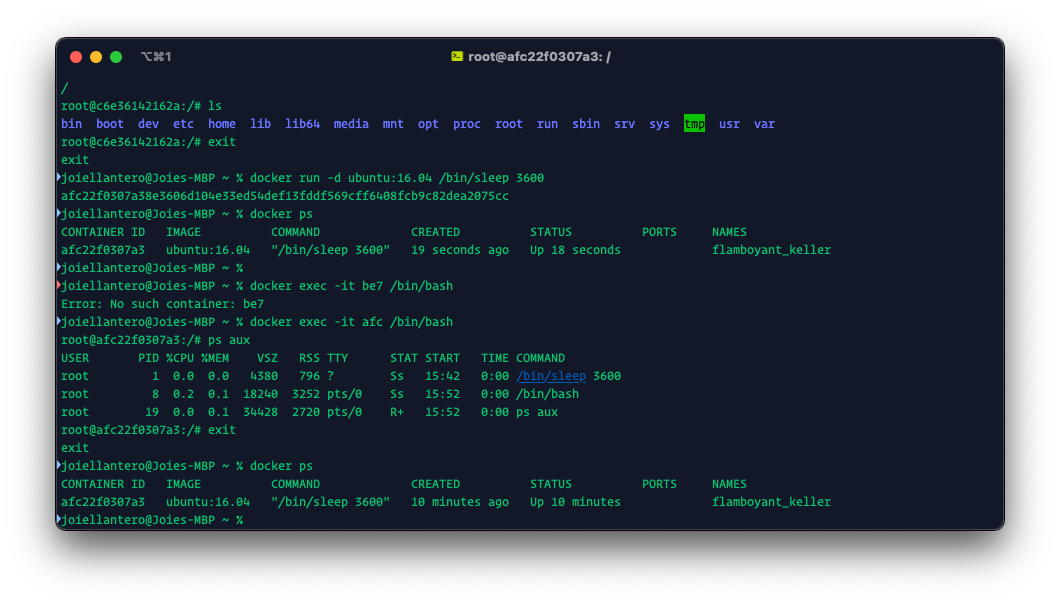 ⌥⌘1
root@afc22f0307a3: /
/
root@c6e36142162a:/# ls
bin  boot  dev  etc  home  lib  lib64  media  mnt  opt  proc  root  run  sbin  srv  sys  tmp  usr  var
root@c6e36142162a:/# exit
exit
joiellantero@Joies-MBP ~ % docker run -d ubuntu:16.04 /bin/sleep 3600
afc22f0307a38e3606d104e33ed54def13fddf569cff6408fcb9c82dea2075cc
joiellantero@Joies-MBP ~ % docker ps
CONTAINER ID   IMAGE          COMMAND             CREATED          STATUS          PORTS     NAMES
afc22f0307a3   ubuntu:16.04   "/bin/sleep 3600"   19 seconds ago   Up 18 seconds             flamboyant_keller
joiellantero@Joies-MBP ~ %
joiellantero@Joies-MBP ~ % docker exec -it be7 /bin/bash
Error: No such container: be7
joiellantero@Joies-MBP ~ % docker exec -it afc /bin/bash
root@afc22f0307a3:/# ps aux
USER       PID %CPU %MEM    VSZ   RSS TTY      STAT START   TIME COMMAND
root         1  0.0  0.0   4380   796 ?        Ss   15:42   0:00 /bin/sleep 3600
root         8  0.2  0.1  18240  3252 pts/0    Ss   15:52   0:00 /bin/bash
root        19  0.0  0.1  34428  2720 pts/0    R+   15:52   0:00 ps aux
root@afc22f0307a3:/# exit
exit
joiellantero@Joies-MBP ~ % docker ps
CONTAINER ID   IMAGE          COMMAND             CREATED          STATUS          PORTS     NAMES
afc22f0307a3   ubuntu:16.04   "/bin/sleep 3600"   10 minutes ago   Up 10 minutes             flamboyant_keller
joiellantero@Joies-MBP ~ %